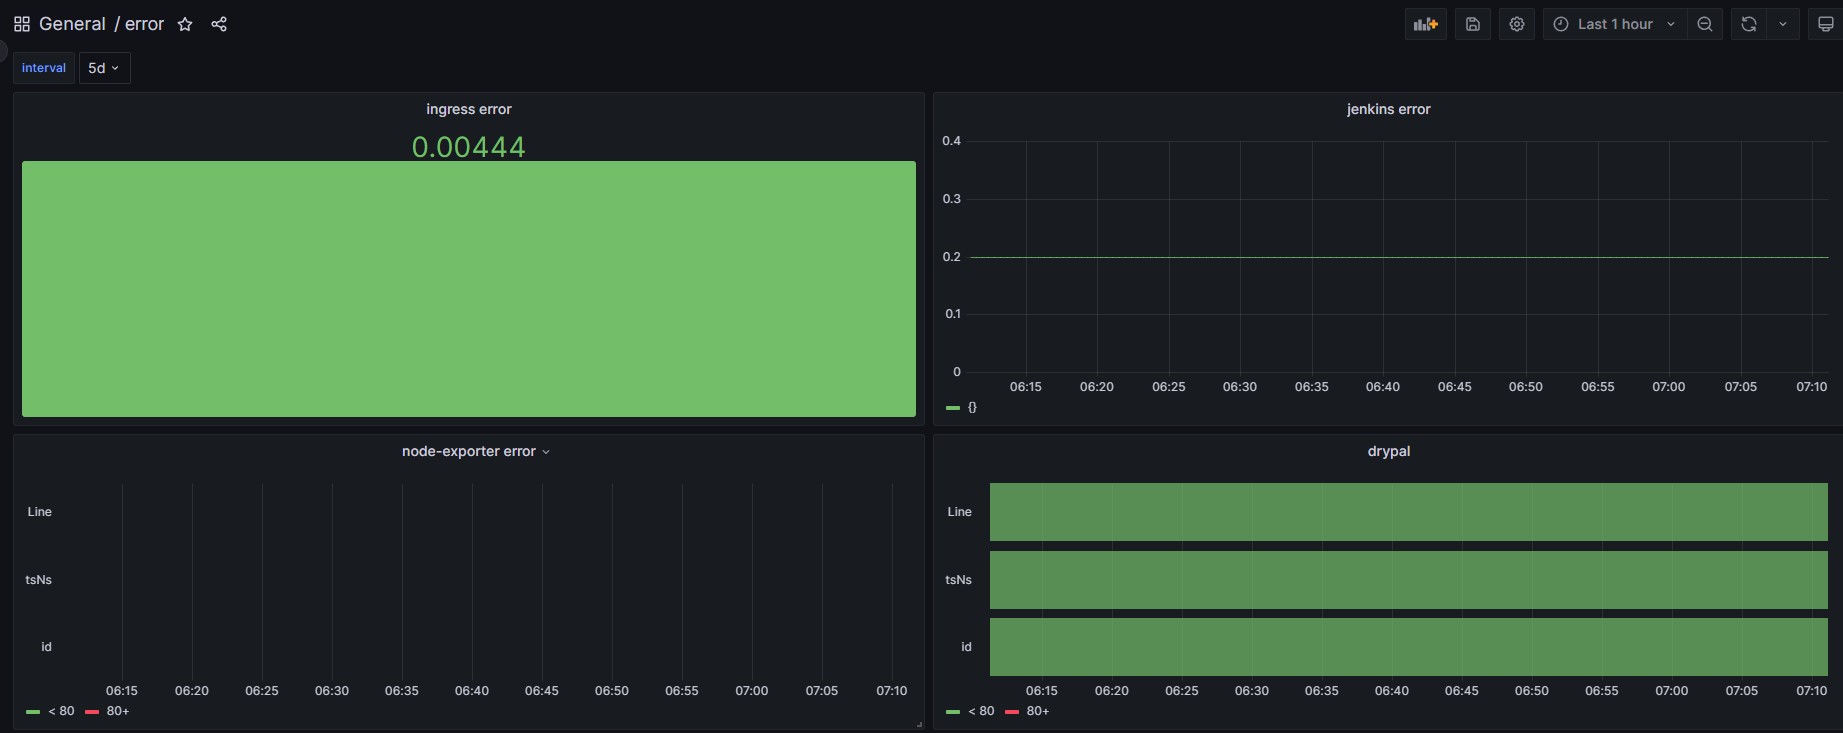 General / error
Last 1 hour
interval 5d
ingress error
0.00444
jenkins error
0.4
0.3
0.2
0.1
0
06:15 06:20 06:25 06:30 06:35 06:40 06:45 06:50 06:55 07:00 07:05 07:10
{}
node-exporter error
Line
tsNs
id
06:15 06:20 06:25 06:30 06:35 06:40 06:45 06:50 06:55 07:00 07:05 07:10
< 80 80+
drypal
Line
tsNs
id
06:15 06:20 06:25 06:30 06:35 06:40 06:45 06:50 06:55 07:00 07:05 07:10
< 80 80+